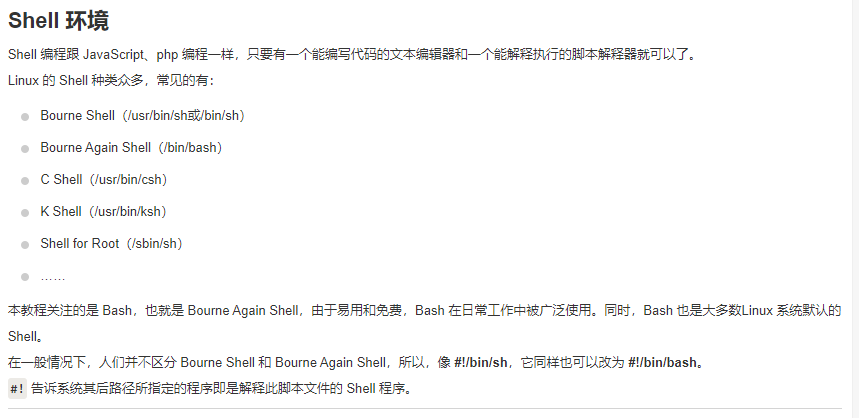 Shell 环境
Shell 编程跟 JavaScript、php 编程一样，只要有一个能编写代码的文本编辑器和一个能解释执行的脚本解释器就可以了。
Linux 的 Shell 种类众多，常见的有：
Bourne Shell（/usr/bin/sh或/bin/sh）
Bourne Again Shell（/bin/bash）
C Shell（/usr/bin/csh）
K Shell（/usr/bin/ksh）
Shell for Root（/sbin/sh）
……
本教程关注的是 Bash，也就是 Bourne Again Shell，由于易用和免费，Bash 在日常工作中被广泛使用。同时，Bash 也是大多数Linux 系统默认的
Shell。
在一般情况下，人们并不区分 Bourne Shell 和 Bourne Again Shell，所以，像 #!/bin/sh，它同样也可以改为 #!/bin/bash。
#! 告诉系统其后路径所指定的程序即是解释此脚本文件的 Shell 程序。